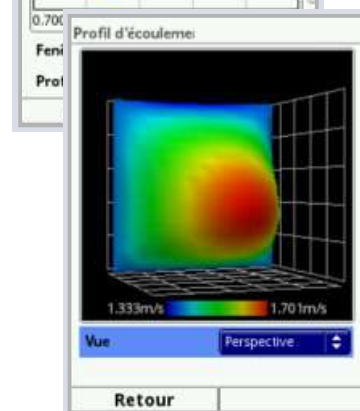 0.700
Profil d'écouleme
Fen
Prof
1.333m/s 1.701m/s
Vue Perspective
Retour